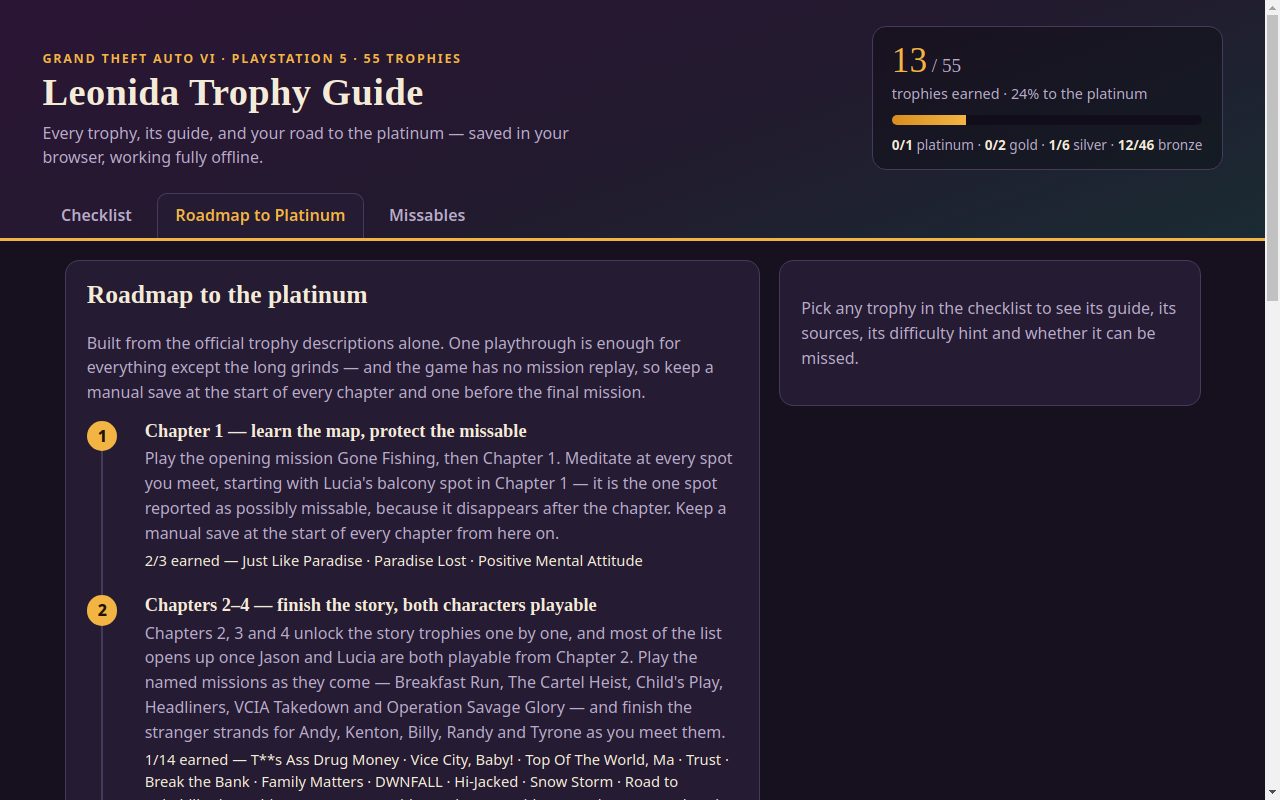 GRAND THEFT AUTO VI · PLAYSTATION 5 · 55 TROPHIES
Leonida Trophy Guide
Every trophy, its guide, and your road to the platinum — saved in your
browser, working fully offline.
13 / 55
trophies earned · 24% to the platinum
0/1 platinum · 0/2 gold · 1/6 silver · 12/46 bronze
Checklist
Roadmap to Platinum
Missables
Roadmap to the platinum
Built from the official trophy descriptions alone. One playthrough is enough for
everything except the long grinds — and the game has no mission replay, so keep a
manual save at the start of every chapter and one before the final mission.
1
Chapter 1 — learn the map, protect the missable
Play the opening mission Gone Fishing, then Chapter 1. Meditate at every spot
you meet, starting with Lucia's balcony spot in Chapter 1 — it is the one spot
reported as possibly missable, because it disappears after the chapter. Keep a
manual save at the start of every chapter from here on.
2/3 earned — Just Like Paradise · Paradise Lost · Positive Mental Attitude
2
Chapters 2–4 — finish the story, both characters playable
Chapters 2, 3 and 4 unlock the story trophies one by one, and most of the list
opens up once Jason and Lucia are both playable from Chapter 2. Play the
named missions as they come — Breakfast Run, The Cartel Heist, Child's Play,
Headliners, VCIA Takedown and Operation Savage Glory — and finish the
stranger strands for Andy, Kenton, Billy, Randy and Tyrone as you meet them.
1/14 earned — T**s Ass Drug Money · Vice City, Baby! · Top Of The World, Ma · Trust ·
Break the Bank · Family Matters · DWNFALL · Hi-Jacked · Snow Storm · Road to
Pick any trophy in the checklist to see its guide, its
sources, its difficulty hint and whether it can be
missed.